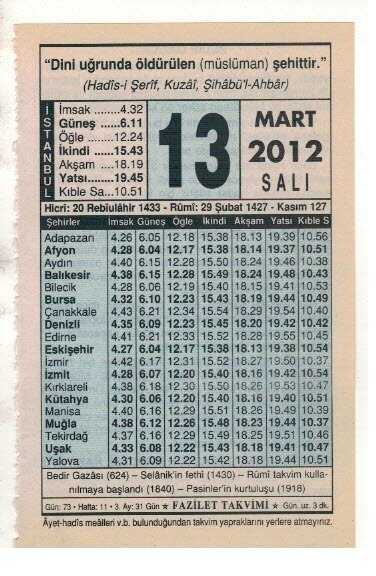 “Dini uğrunda öldürülen (müslüman) şehittir.”
(Hadîs-i Şerîf, Kuzâî, Şihâbü'l-Ahbâr)
İSTANBUL
İmsak ........4.32
Güneş ......6.11
Öğle ........12.24
İkindi .....15.43
Akşam ....18.19
Yatsı.......19.45
Kıble Sa...10.51
13
MART
2012
SALI
Hicrî: 20 Rebîulâhir 1433 - Rûmî: 29 Şubat 1427 - Kasım 127
Şehirler İmsak Güneş Öğle İkindi Akşam Yatsı Kıble S
Adapazarı 4.26 6.05 12.18 15.38 18.13 19.39 10.56
Afyon 4.28 6.04 12.17 15.38 18.14 19.37 10.51
Aydın 4.40 6.15 12.28 15.50 18.24 19.46 10.38
Balıkesir 4.38 6.15 12.28 15.49 18.24 19.48 10.43
Bilecik 4.28 6.06 12.19 15.40 18.15 19.40 10.53
Bursa 4.32 6.10 12.23 15.43 18.19 19.44 10.49
Çanakkale 4.43 6.21 12.34 15.54 18.29 19.54 10.40
Denizli 4.35 6.09 12.23 15.45 18.20 19.42 10.42
Edirne 4.41 6.21 12.33 15.52 18.28 19.55 10.45
Eskişehir 4.27 6.04 12.17 15.38 18.13 19.38 10.54
İzmir 4.42 6.17 12.31 15.52 18.27 19.50 10.37
İzmit 4.28 6.07 12.20 15.40 18.16 19.42 10.54
Kırklareli 4.38 6.18 12.30 15.50 18.26 19.53 10.47
Kütahya 4.30 6.06 12.20 15.40 18.16 19.40 10.51
Manisa 4.40 6.16 12.29 15.51 18.26 19.49 10.39
Muğla 4.38 6.12 12.26 15.48 18.23 19.44 10.37
Tekirdağ 4.37 6.16 12.29 15.48 18.25 19.51 10.46
Uşak 4.33 6.08 12.22 15.43 18.18 19.41 10.47
Yalova 4.31 6.09 12.22 15.42 18.18 19.44 10.51
Bedir Gazâsı (624) – Selânik'in fethi (1430) – Rûmî takvim kulla-
nılmaya başlandı (1840) – Pasinler'in kurtuluşu (1918)
Gün: 73 • Hafta: 11 • 3. Ay: 31 Gün ★ FAZİLET TAKVİMİ ★ Gün. uz. 3 dk.
Âyet-hadîs meâlleri v.b. bulunduğundan takvim yapraklarını yerlere atmayınız.